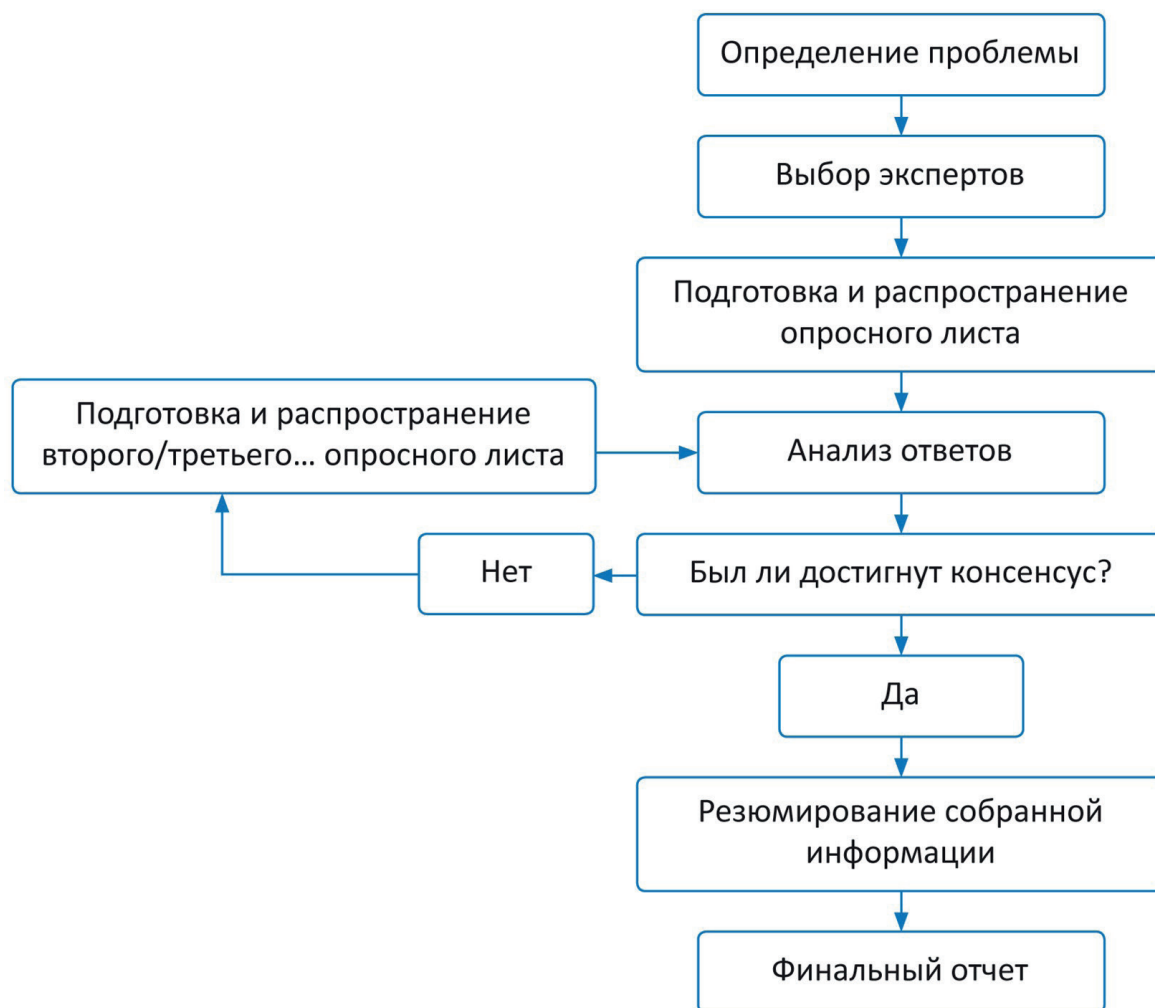 Определение проблемы
Выбор экспертов
Подготовка и распространение
опросного листа
Подготовка и распространение
второго/третьего... опросного листа
Анализ ответов
Нет
Был ли достигнут консенсус?
Да
Резюмирование собранной
информации
Финальный отчет